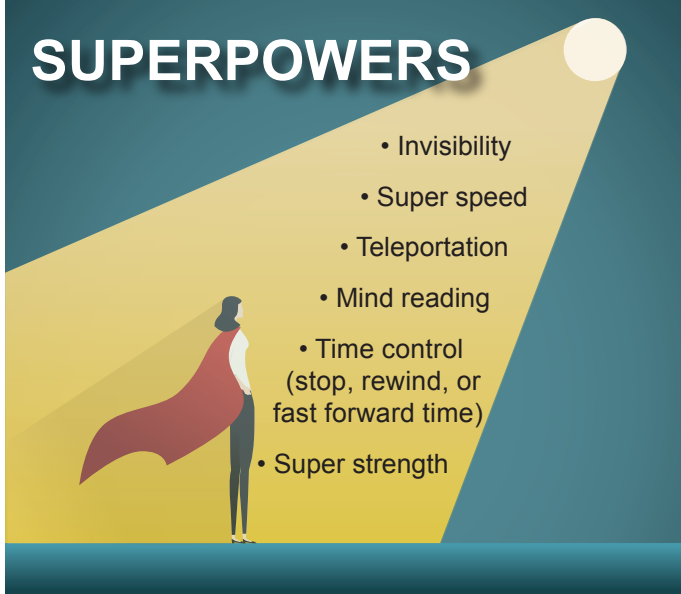 SUPERPOWERS
• Invisibility
• Super speed
• Teleportation
• Mind reading
• Time control
(stop, rewind, or
fast forward time)
• Super strength